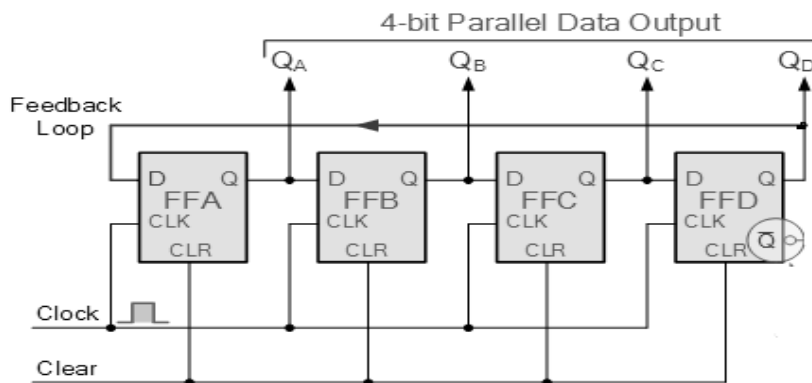 4-bit Parallel Data Output
QA QB QC QD
Feedback
Loop
D Q D Q D Q D Q
FFA FFB FFC FFD
CLK CLK CLK CLK
CLR CLR CLR CLR
Q̅
Clock
Clear